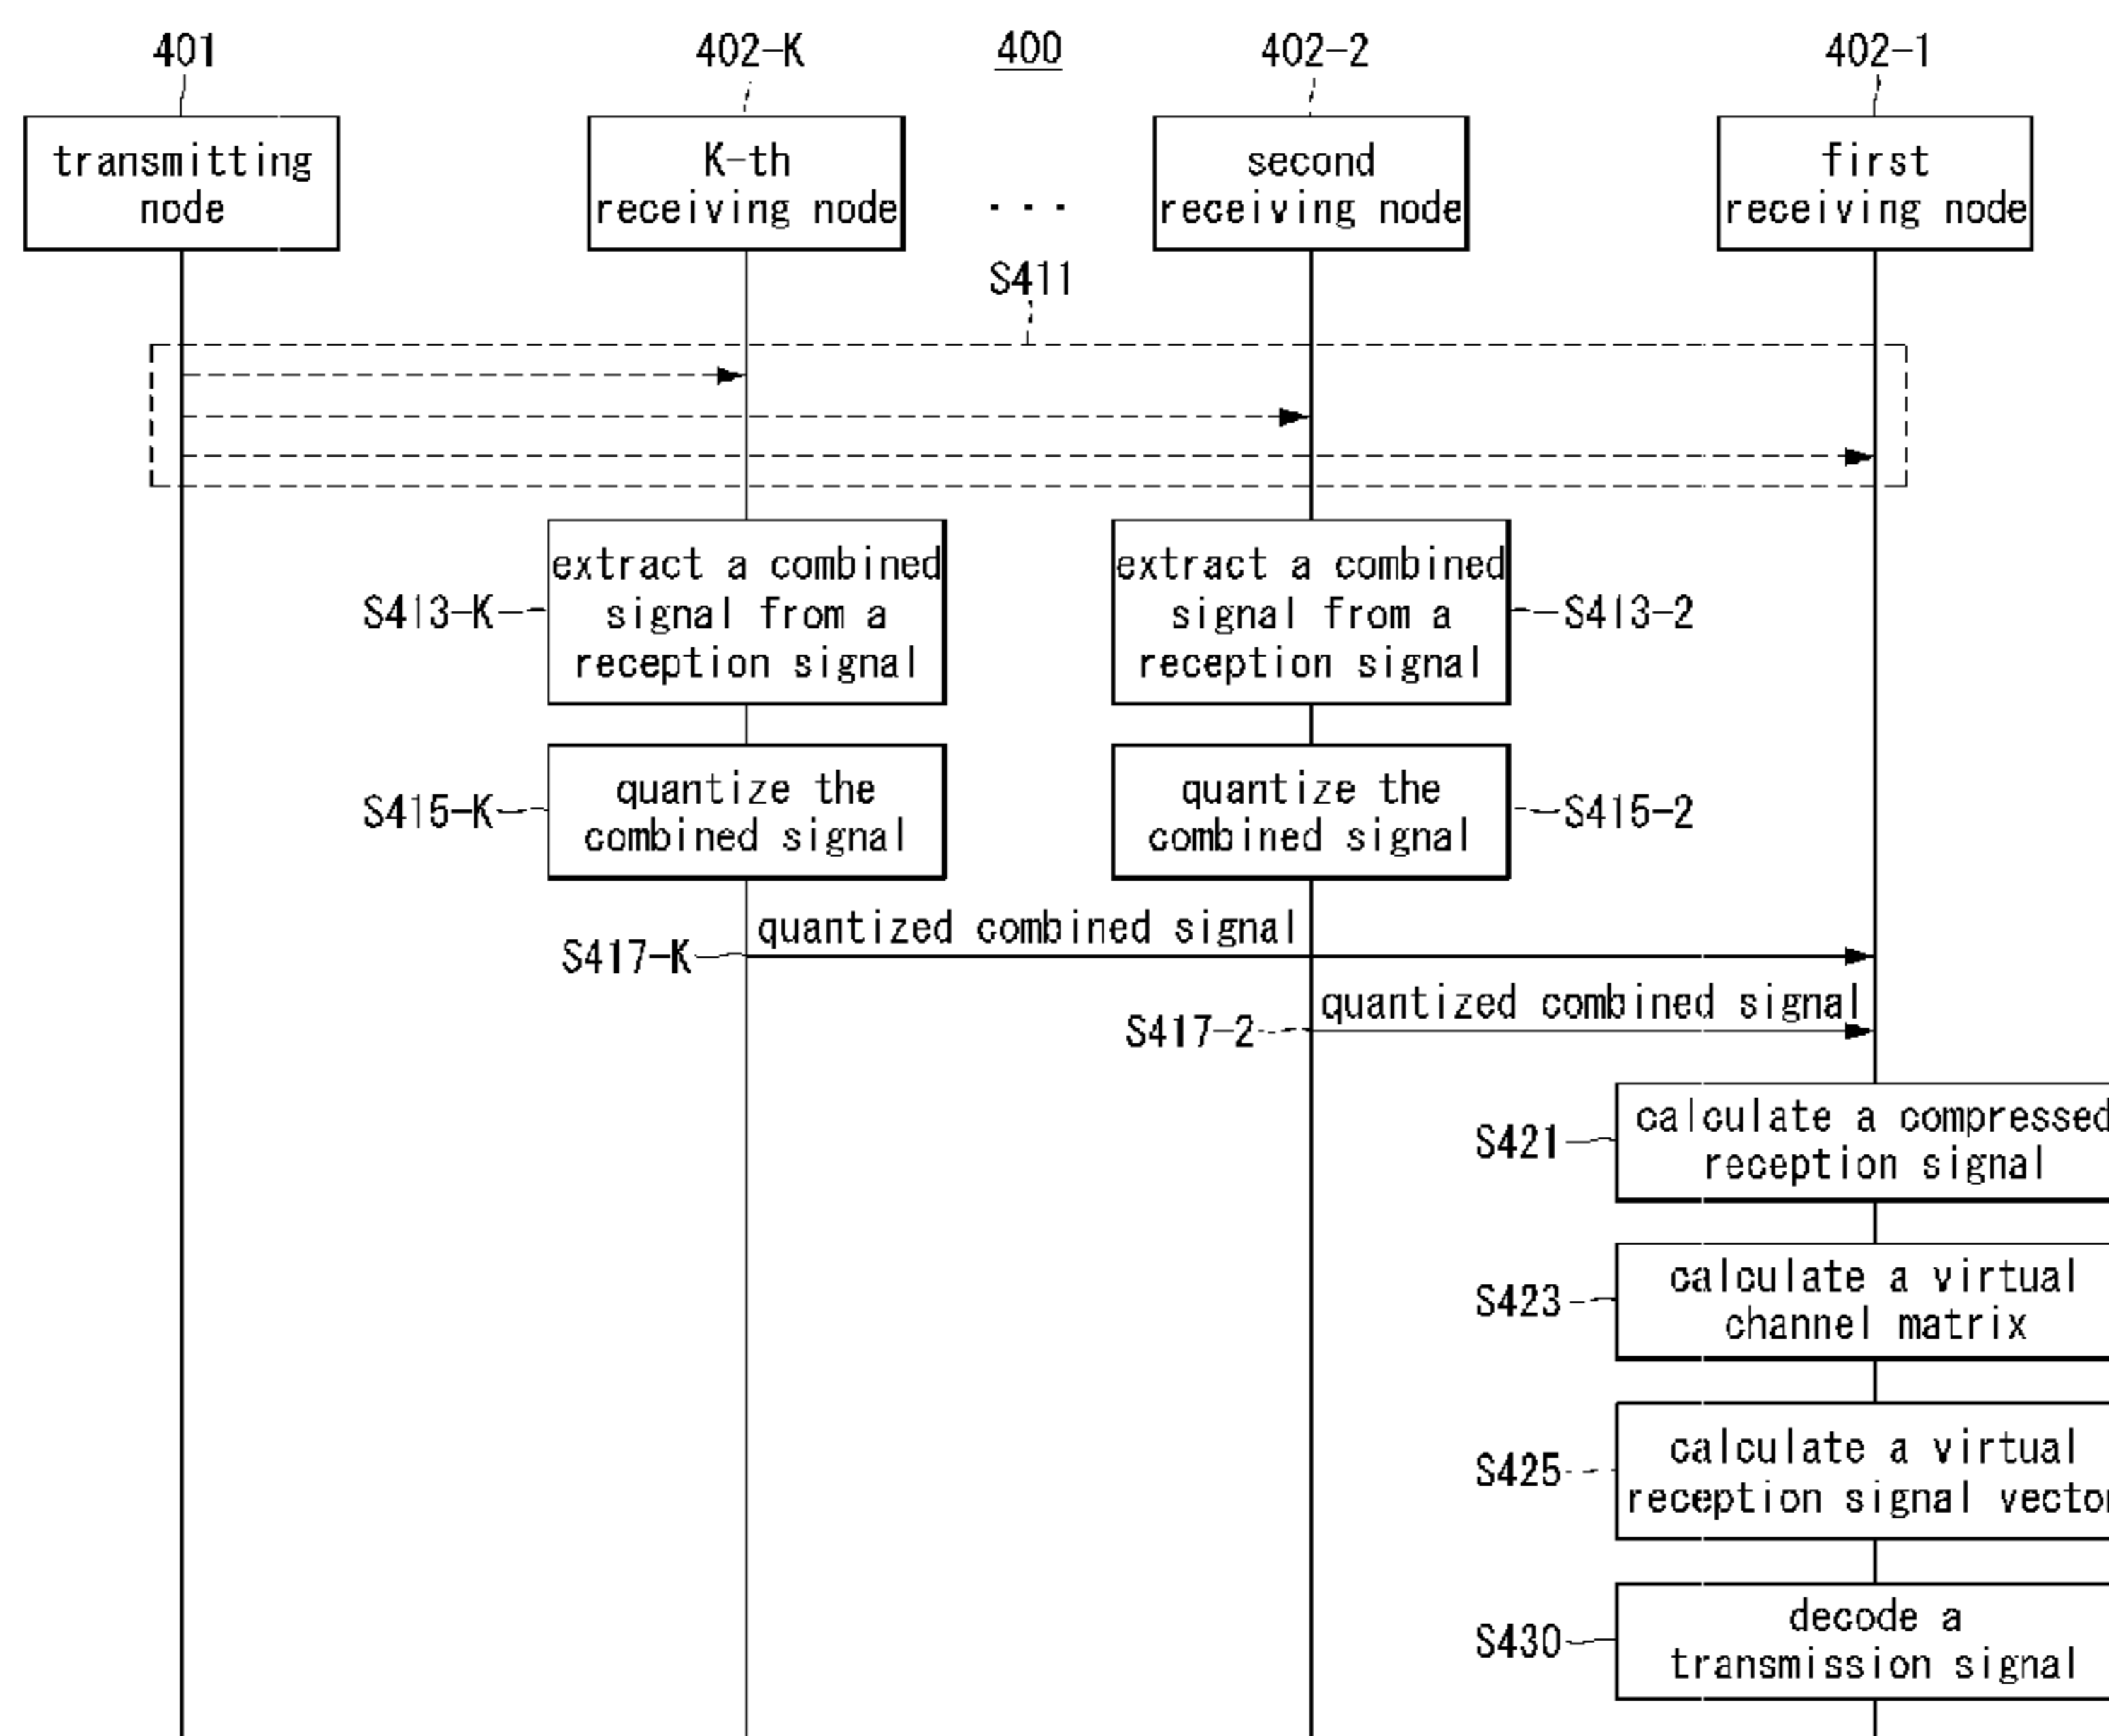 401
402-K
400
402-2
402-1
transmitting
node
K-th
receiving node
...
second
receiving node
first
receiving node
S411
extract a combined
signal from a
reception signal
S413-K
extract a combined
signal from a
reception signal
S413-2
quantize the
combined signal
S415-K
quantize the
combined signal
S415-2
quantized combined signal
S417-K
quantized combined signal
S417-2
calculate a compressed
reception signal
S421
calculate a virtual
channel matrix
S423
calculate a virtual
reception signal vector
S425
decode a
transmission signal
S430